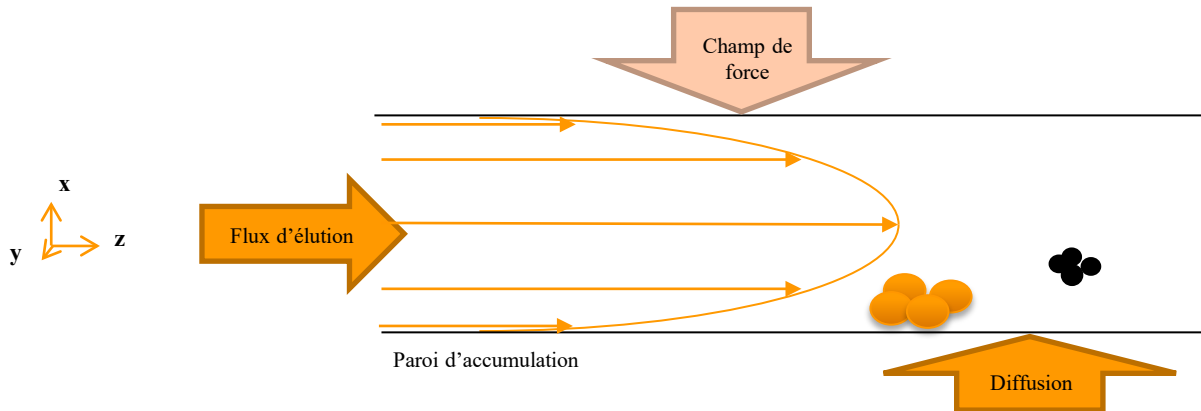 Champ de
force
x
y
z
Flux d’élution
Paroi d’accumulation
Diffusion